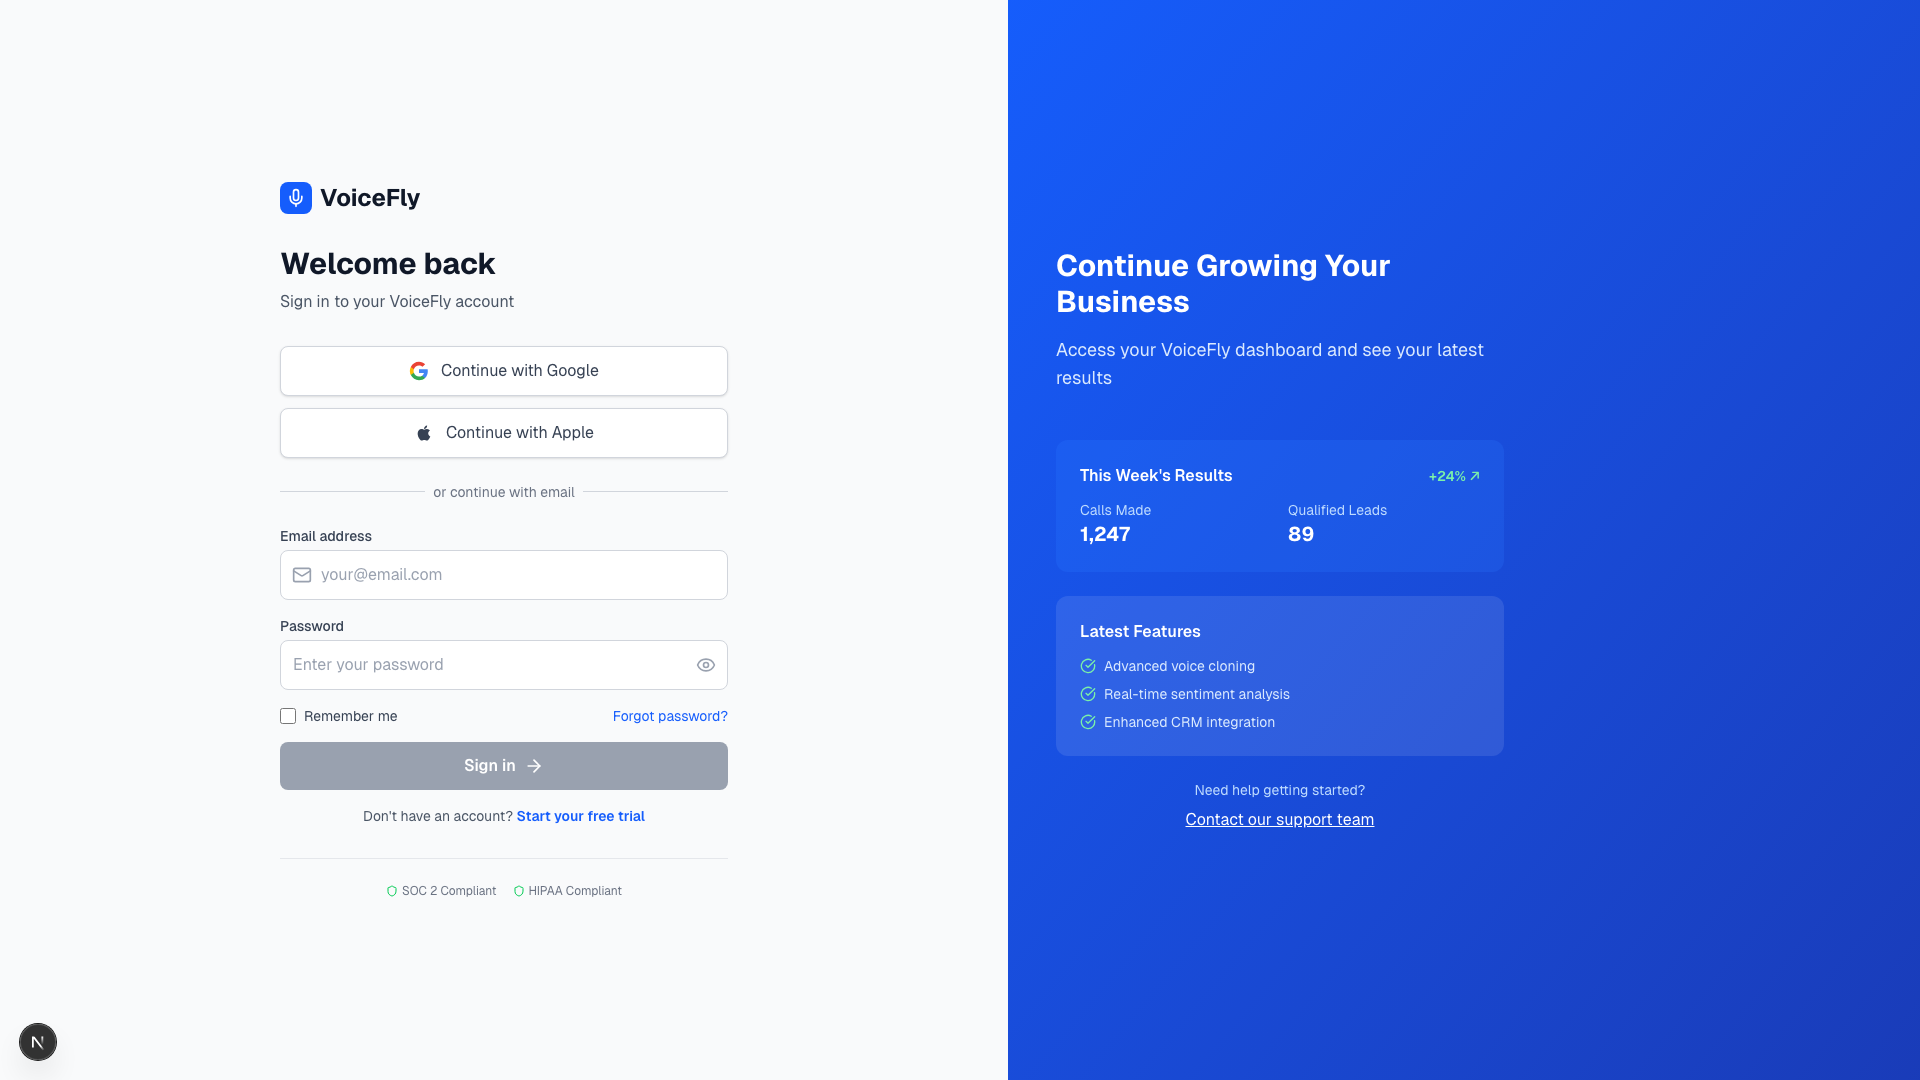 VoiceFly
Welcome back
Sign in to your VoiceFly account
Continue with Google
Continue with Apple
or continue with email
Email address
your@email.com
Password
Enter your password
Remember me
Forgot password?
Sign in
Don't have an account? Start your free trial
SOC 2 Compliant
HIPAA Compliant
N
Continue Growing Your
Business
Access your VoiceFly dashboard and see your latest
results
This Week's Results
+24%
Calls Made
Qualified Leads
1,247
89
Latest Features
Advanced voice cloning
Real-time sentiment analysis
Enhanced CRM integration
Need help getting started?
Contact our support team